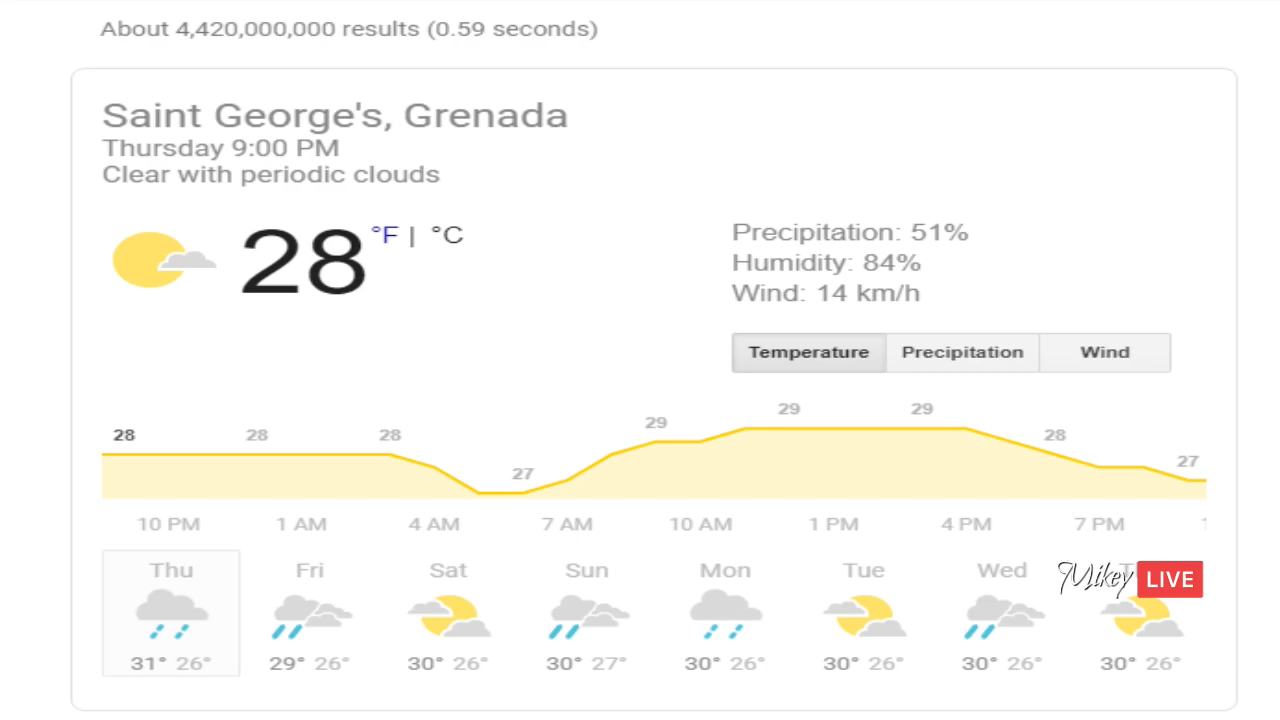 About 4,420,000,000 results (0.59 seconds)
Saint George's, Grenada
Thursday 9:00 PM
Clear with periodic clouds
28 °F | °C
Precipitation: 51%
Humidity: 84%
Wind: 14 km/h
Temperature Precipitation Wind
28 28 28 27 29 29 29 28 27
10 PM 1 AM 4 AM 7 AM 10 AM 1 PM 4 PM 7 PM
Thu Fri Sat Sun Mon Tue Wed
Mikey LIVE
31° 26° 29° 26° 30° 26° 30° 27° 30° 26° 30° 26° 30° 26° 30° 26°